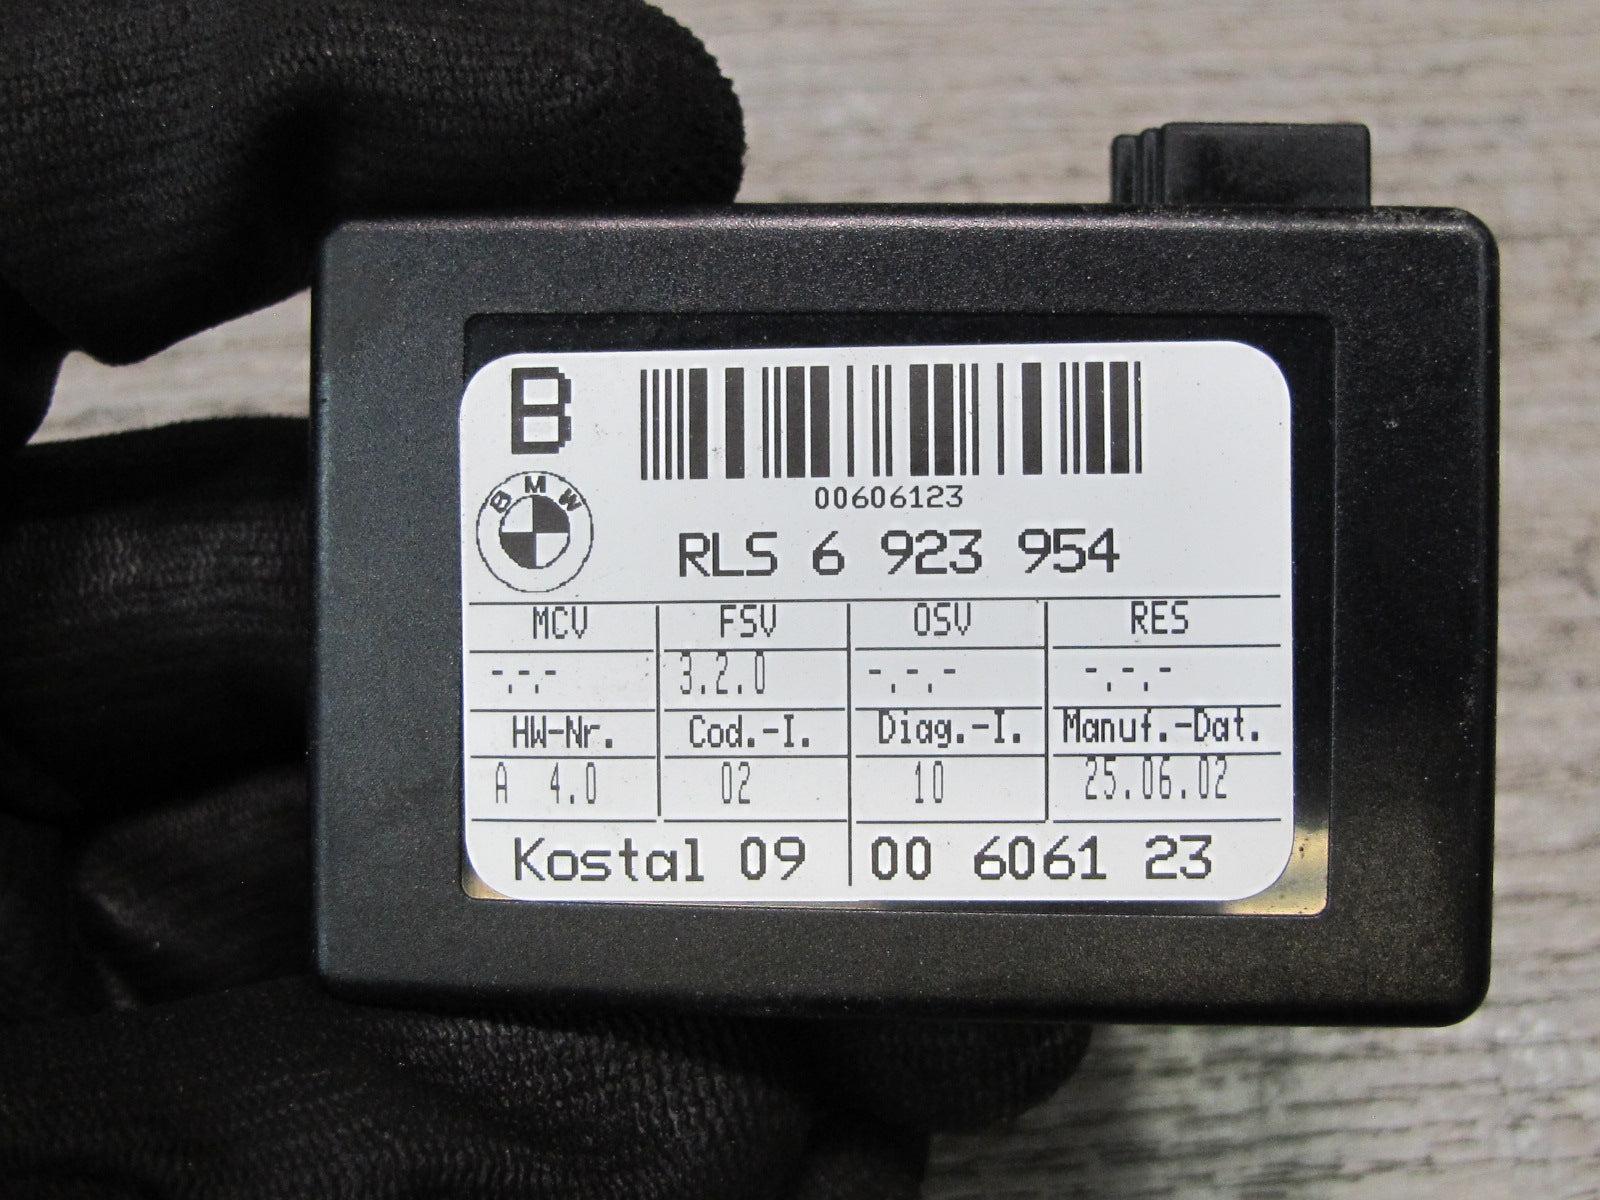 B
BMW
00606123
RLS 6 923 954
MCV FSV OSV RES
-.-.- 3.2.0 -.-.- -.-.-
HW-Nr. Cod.-I. Diag.-I. Manuf.-Dat.
A 4.0 02 10 25.06.02
Kostal 09 00 6061 23